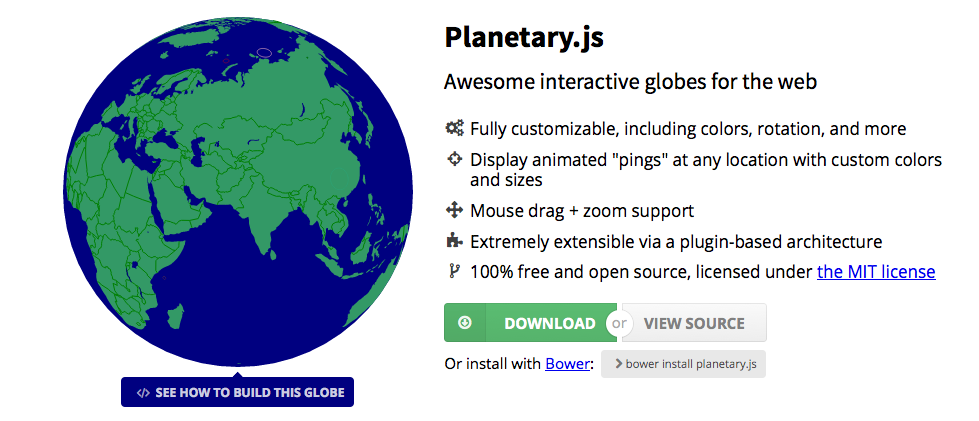 Planetary.js
Awesome interactive globes for the web
Fully customizable, including colors, rotation, and more
Display animated "pings" at any location with custom colors
and sizes
Mouse drag + zoom support
Extremely extensible via a plugin-based architecture
100% free and open source, licensed under the MIT license
DOWNLOAD or VIEW SOURCE
Or install with Bower: bower install planetary.js
SEE HOW TO BUILD THIS GLOBE